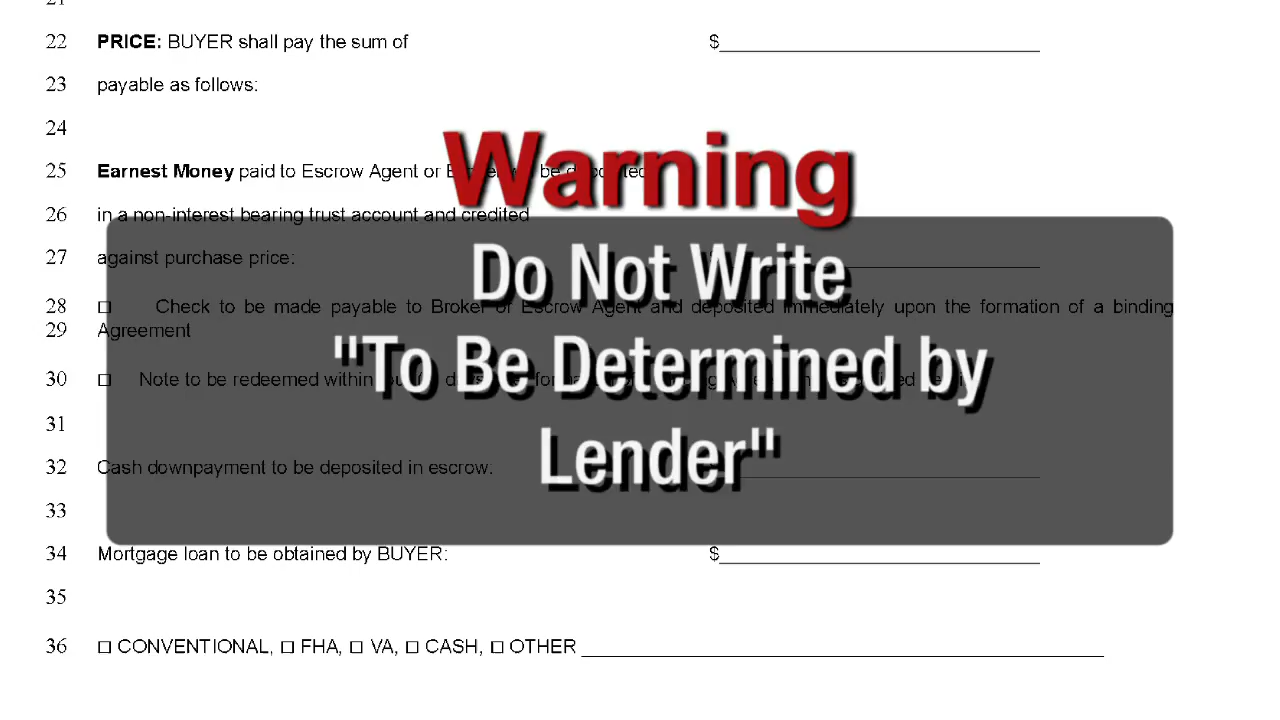 21
22 PRICE: BUYER shall pay the sum of $
23 payable as follows:
24
Warning
25 Earnest Money paid to Escrow Agent or be deposited
26 in a non-interest bearing trust account and credited
27 against purchase price:
Do Not Write
28 □ Check to be made payable to Broker or Escrow Agent and deposited immediately upon the formation of a binding
29 Agreement
"To Be Determined by
30 □ Note to be redeemed within
31
Lender"
32 Cash downpayment to be deposited in escrow:
33
34 Mortgage loan to be obtained by BUYER: $
35
36 □ CONVENTIONAL, □ FHA, □ VA, □ CASH, □ OTHER